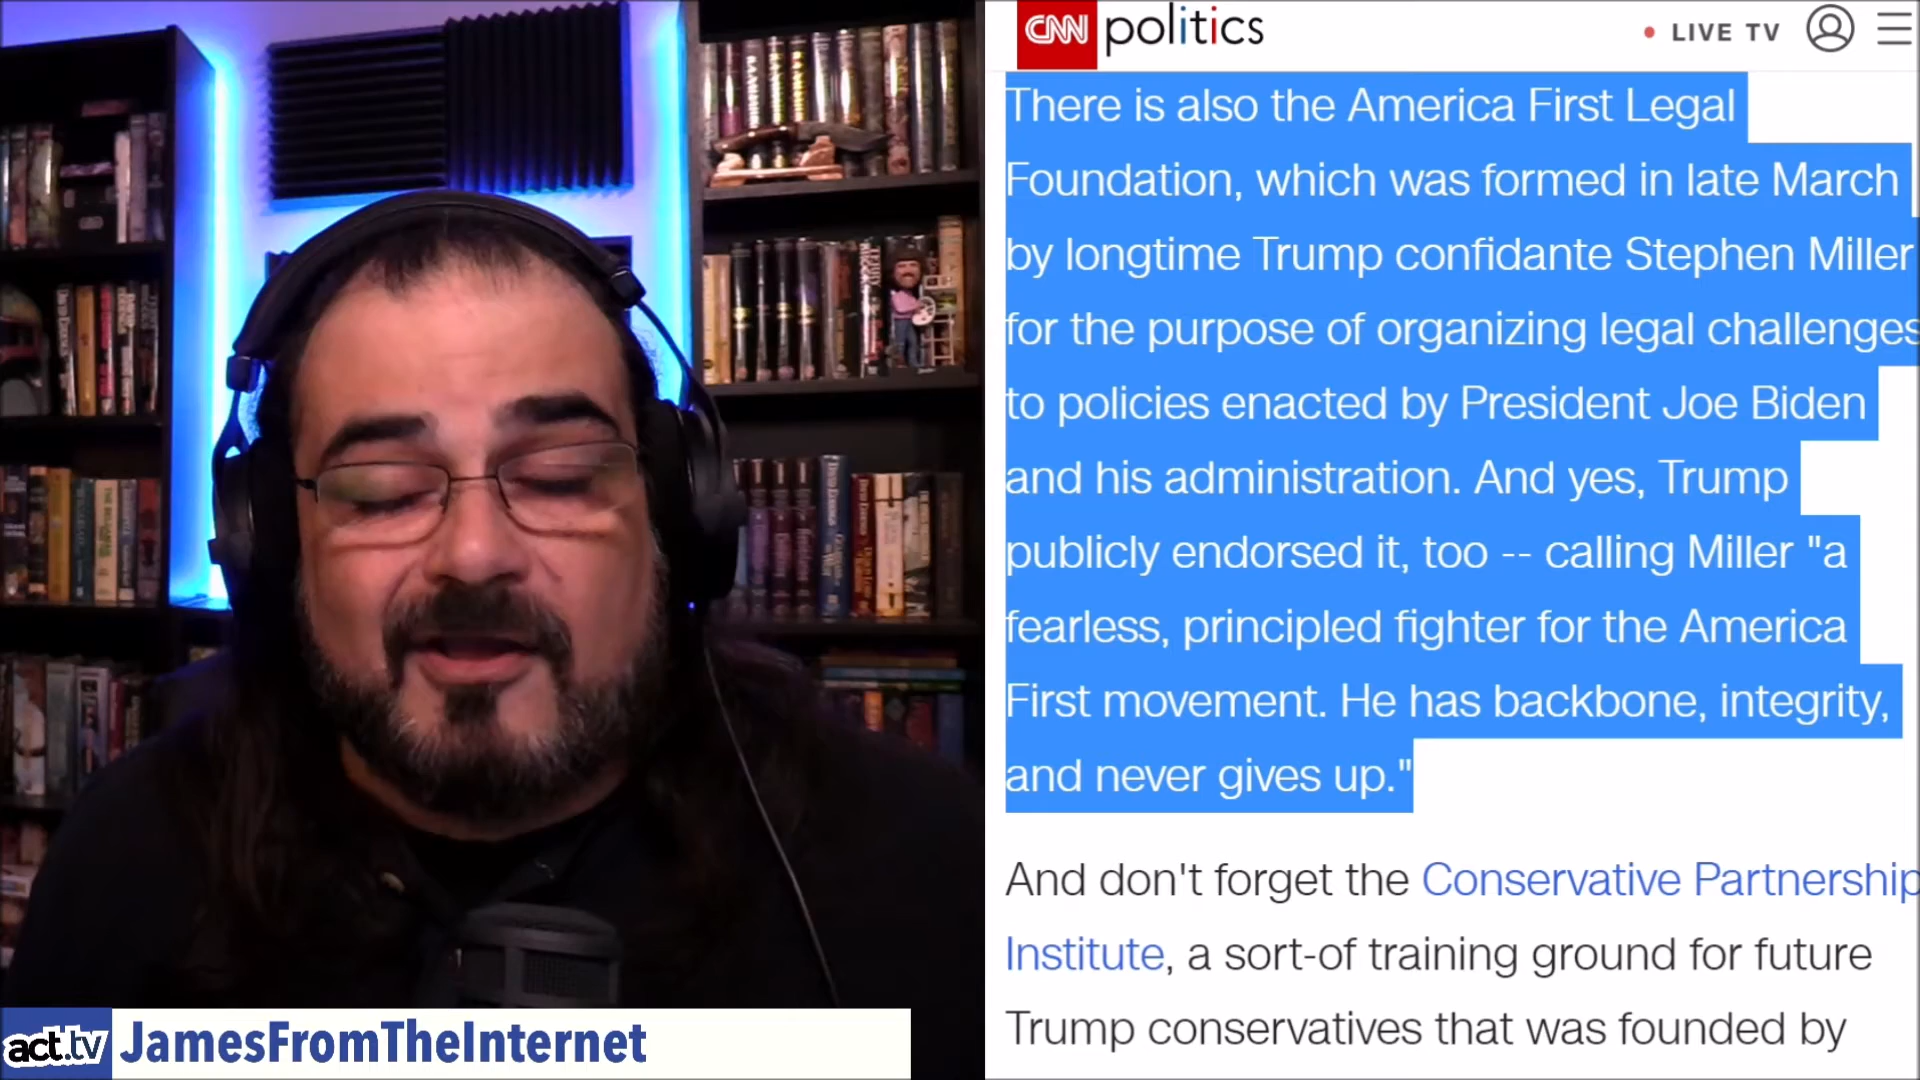 CNN politics
LIVE TV
There is also the America First Legal
Foundation, which was formed in late March
by longtime Trump confidante Stephen Miller
for the purpose of organizing legal challenges
to policies enacted by President Joe Biden
and his administration. And yes, Trump
publicly endorsed it, too -- calling Miller "a
fearless, principled fighter for the America
First movement. He has backbone, integrity,
and never gives up."
And don't forget the Conservative Partnership
Institute, a sort-of training ground for future
Trump conservatives that was founded by
act.tv JamesFromTheInternet